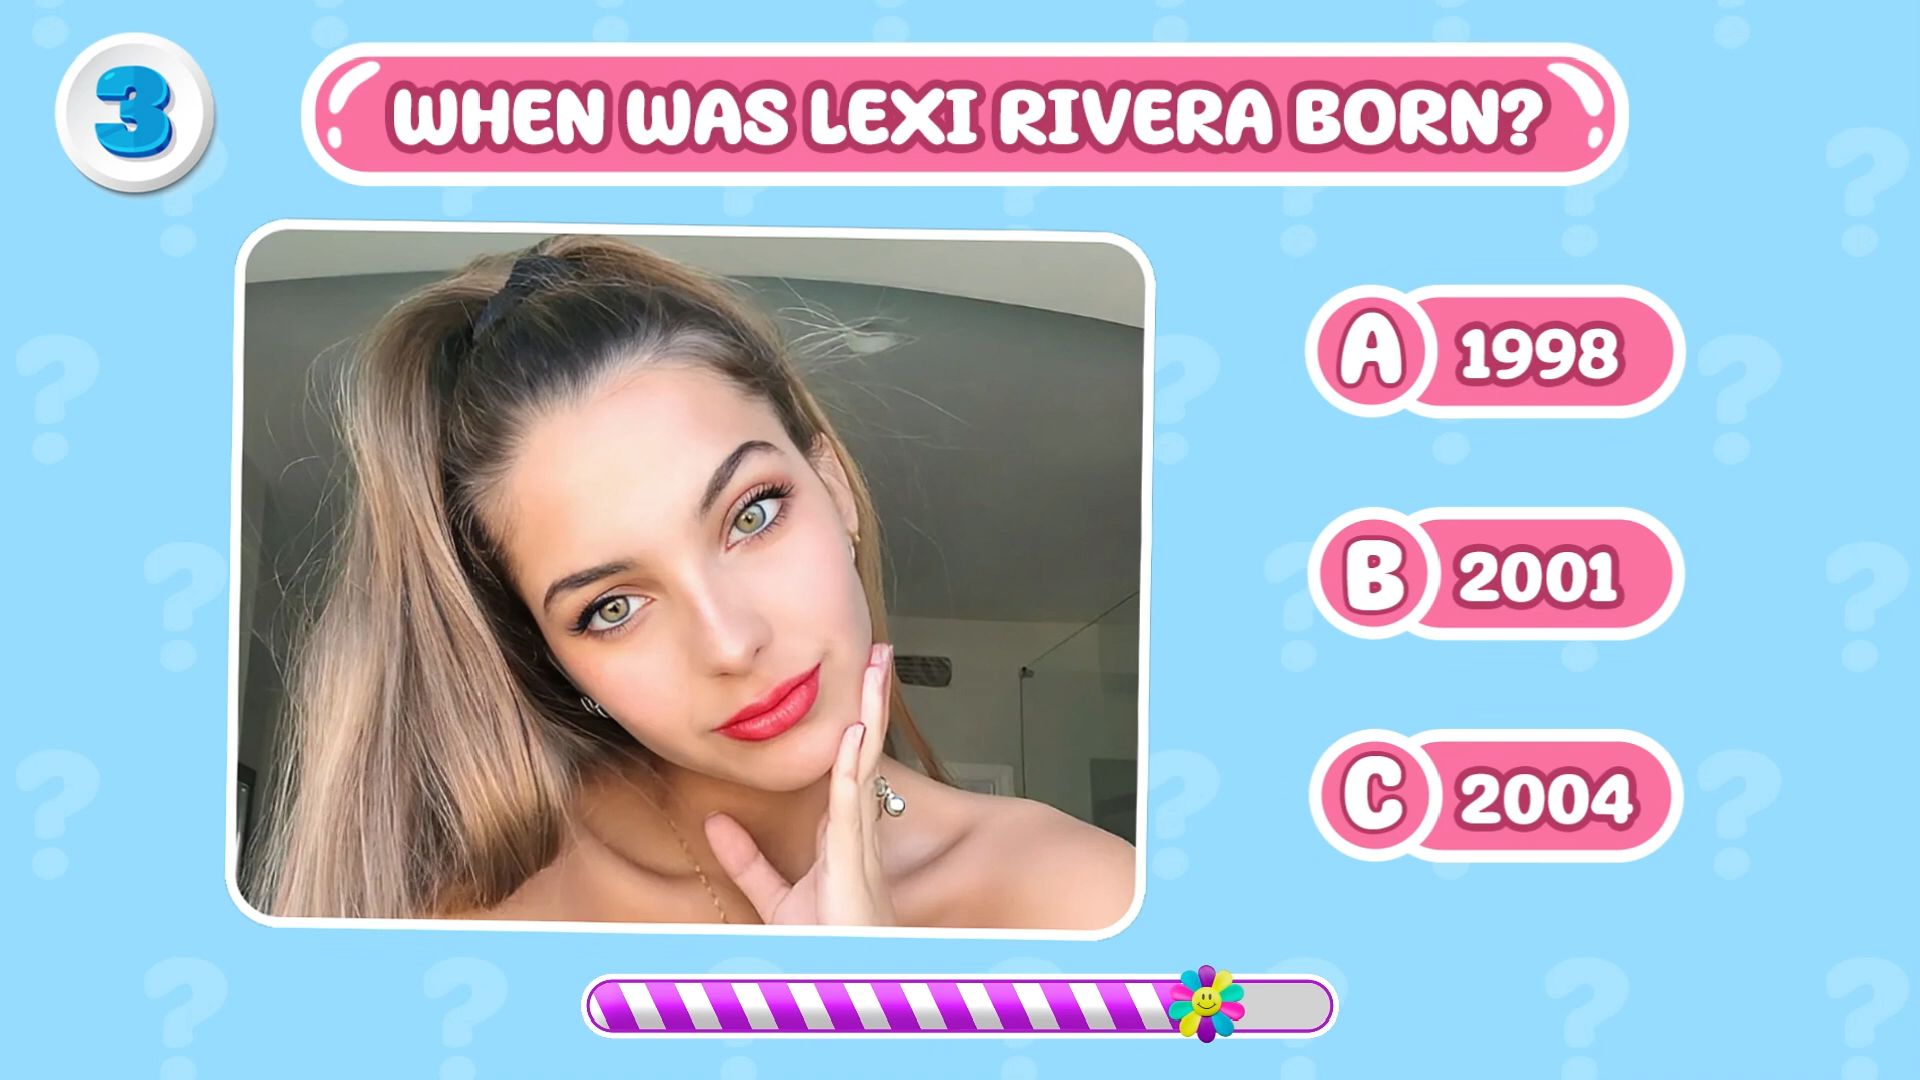 3
WHEN WAS LEXI RIVERA BORN?
A 1998
B 2001
C 2004